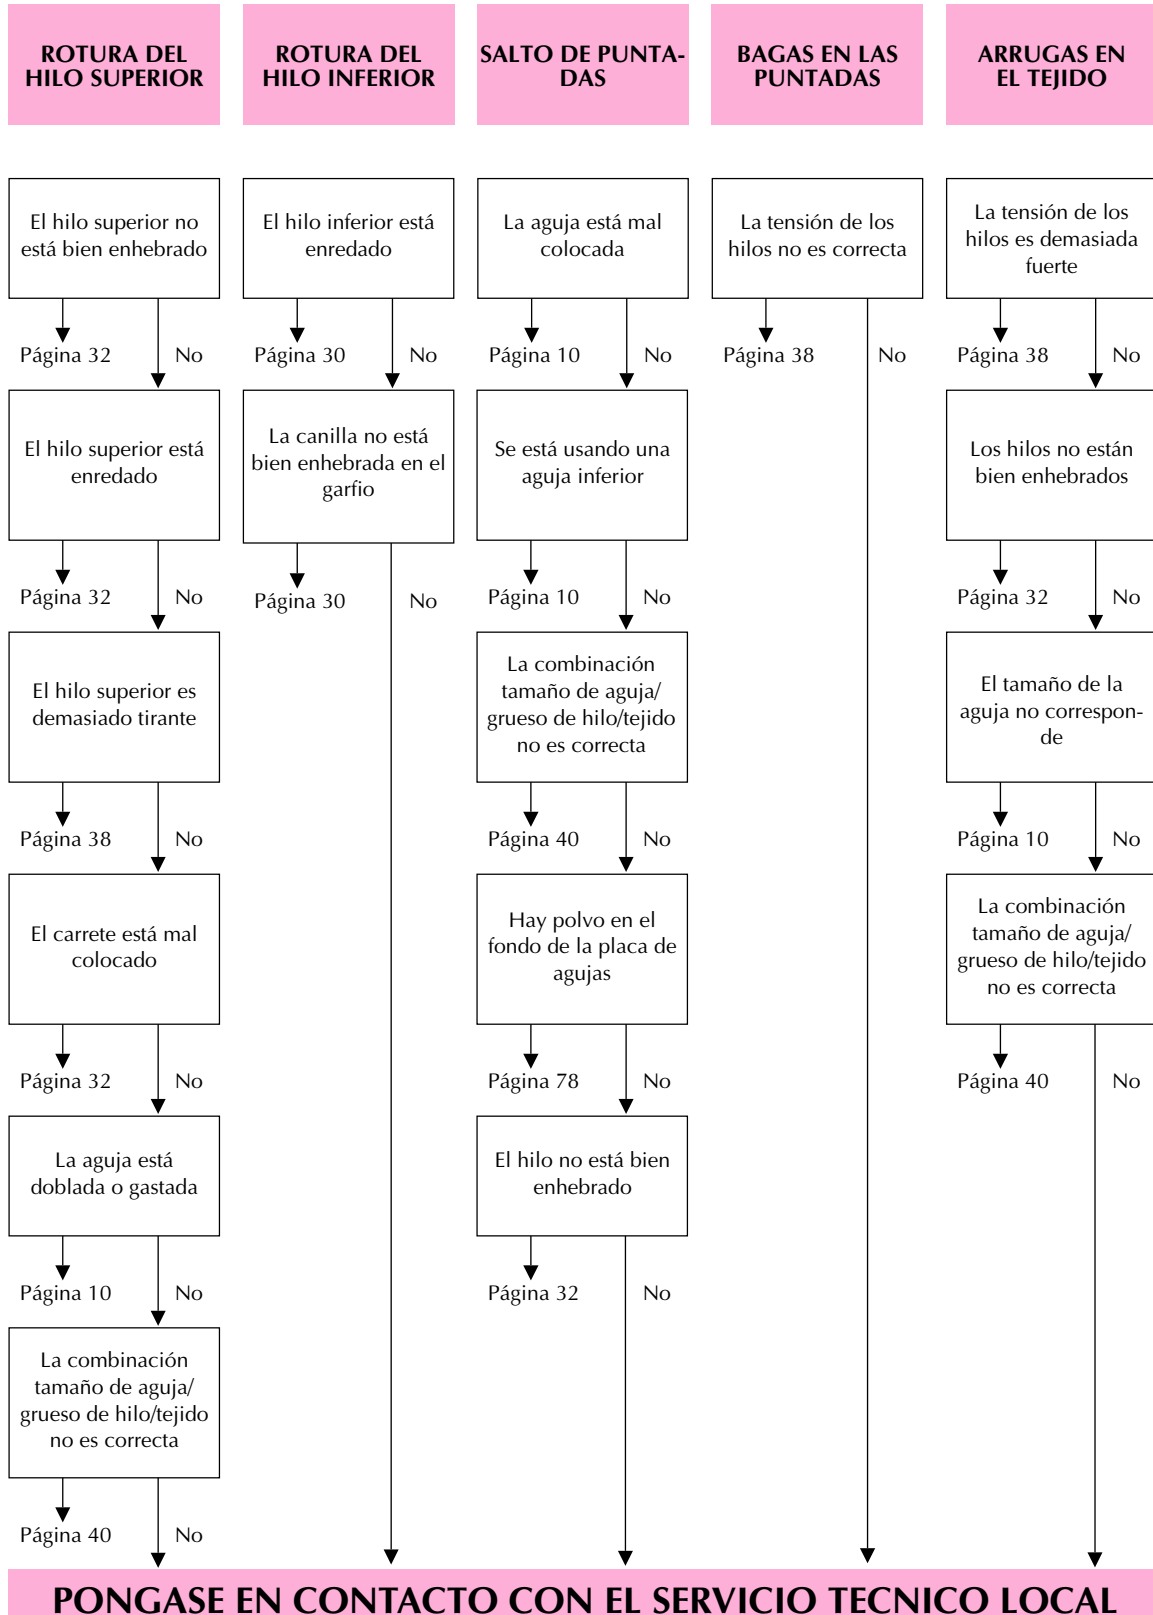 ROTURA DEL
HILO SUPERIOR
ROTURA DEL
HILO INFERIOR
SALTO DE PUNTA-
DAS
BAGAS EN LAS
PUNTADAS
ARRUGAS EN
EL TEJIDO
El hilo superior no
está bien enhebrado
Página 32
No
El hilo superior está
enredado
Página 32
No
El hilo superior es
demasiado tirante
Página 38
No
El carrete está mal
colocado
Página 32
No
La aguja está
doblada o gastada
Página 10
No
La combinación
tamaño de aguja/
grueso de hilo/tejido
no es correcta
Página 40
No
El hilo inferior está
enredado
Página 30
No
La canilla no está
bien enhebrada en el
garfio
Página 30
No
La aguja está mal
colocada
Página 10
No
Se está usando una
aguja inferior
Página 10
No
La combinación
tamaño de aguja/
grueso de hilo/tejido
no es correcta
Página 40
No
Hay polvo en el
fondo de la placa de
agujas
Página 78
No
El hilo no está bien
enhebrado
Página 32
No
La tensión de los
hilos no es correcta
Página 38
No
La tensión de los
hilos es demasiada
fuerte
Página 38
No
Los hilos no están
bien enhebrados
Página 32
No
El tamaño de la
aguja no correspon-
de
Página 10
No
La combinación
tamaño de aguja/
grueso de hilo/tejido
no es correcta
Página 40
No
PONGASE EN CONTACTO CON EL SERVICIO TECNICO LOCAL